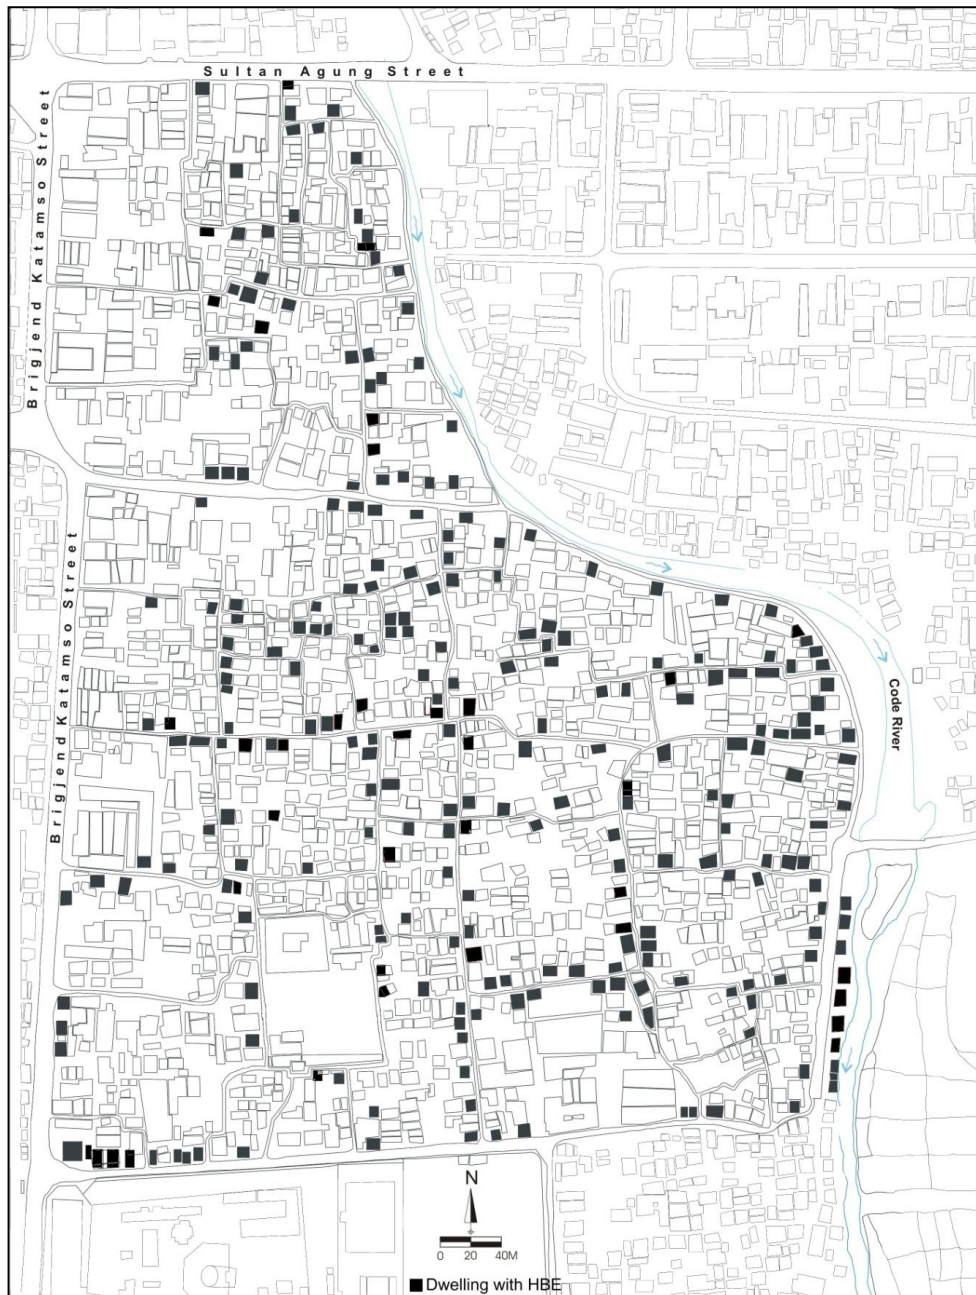 Sultan Agung Street
Brigjend Katamso Street
Brigjend Katamso Street
Code River
N
0 20 40M
Dwelling with HBE